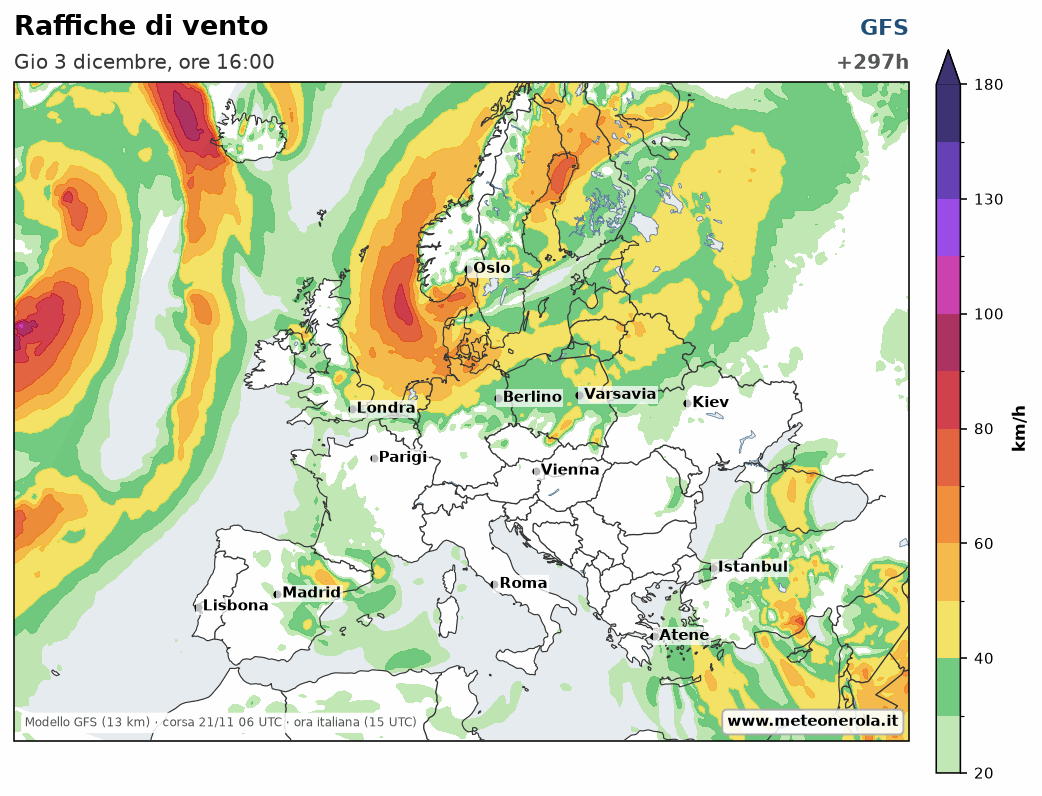 Raffiche di vento
GFS
Gio 3 dicembre, ore 16:00
+297h
180
130
100
80
60
40
20
km/h
Oslo
Berlino
Varsavia
Kiev
Londra
Parigi
Vienna
Istanbul
Madrid
Roma
Lisbona
Atene
Modello GFS (13 km) · corsa 21/11 06 UTC · ora italiana (15 UTC)
www.meteonerola.it